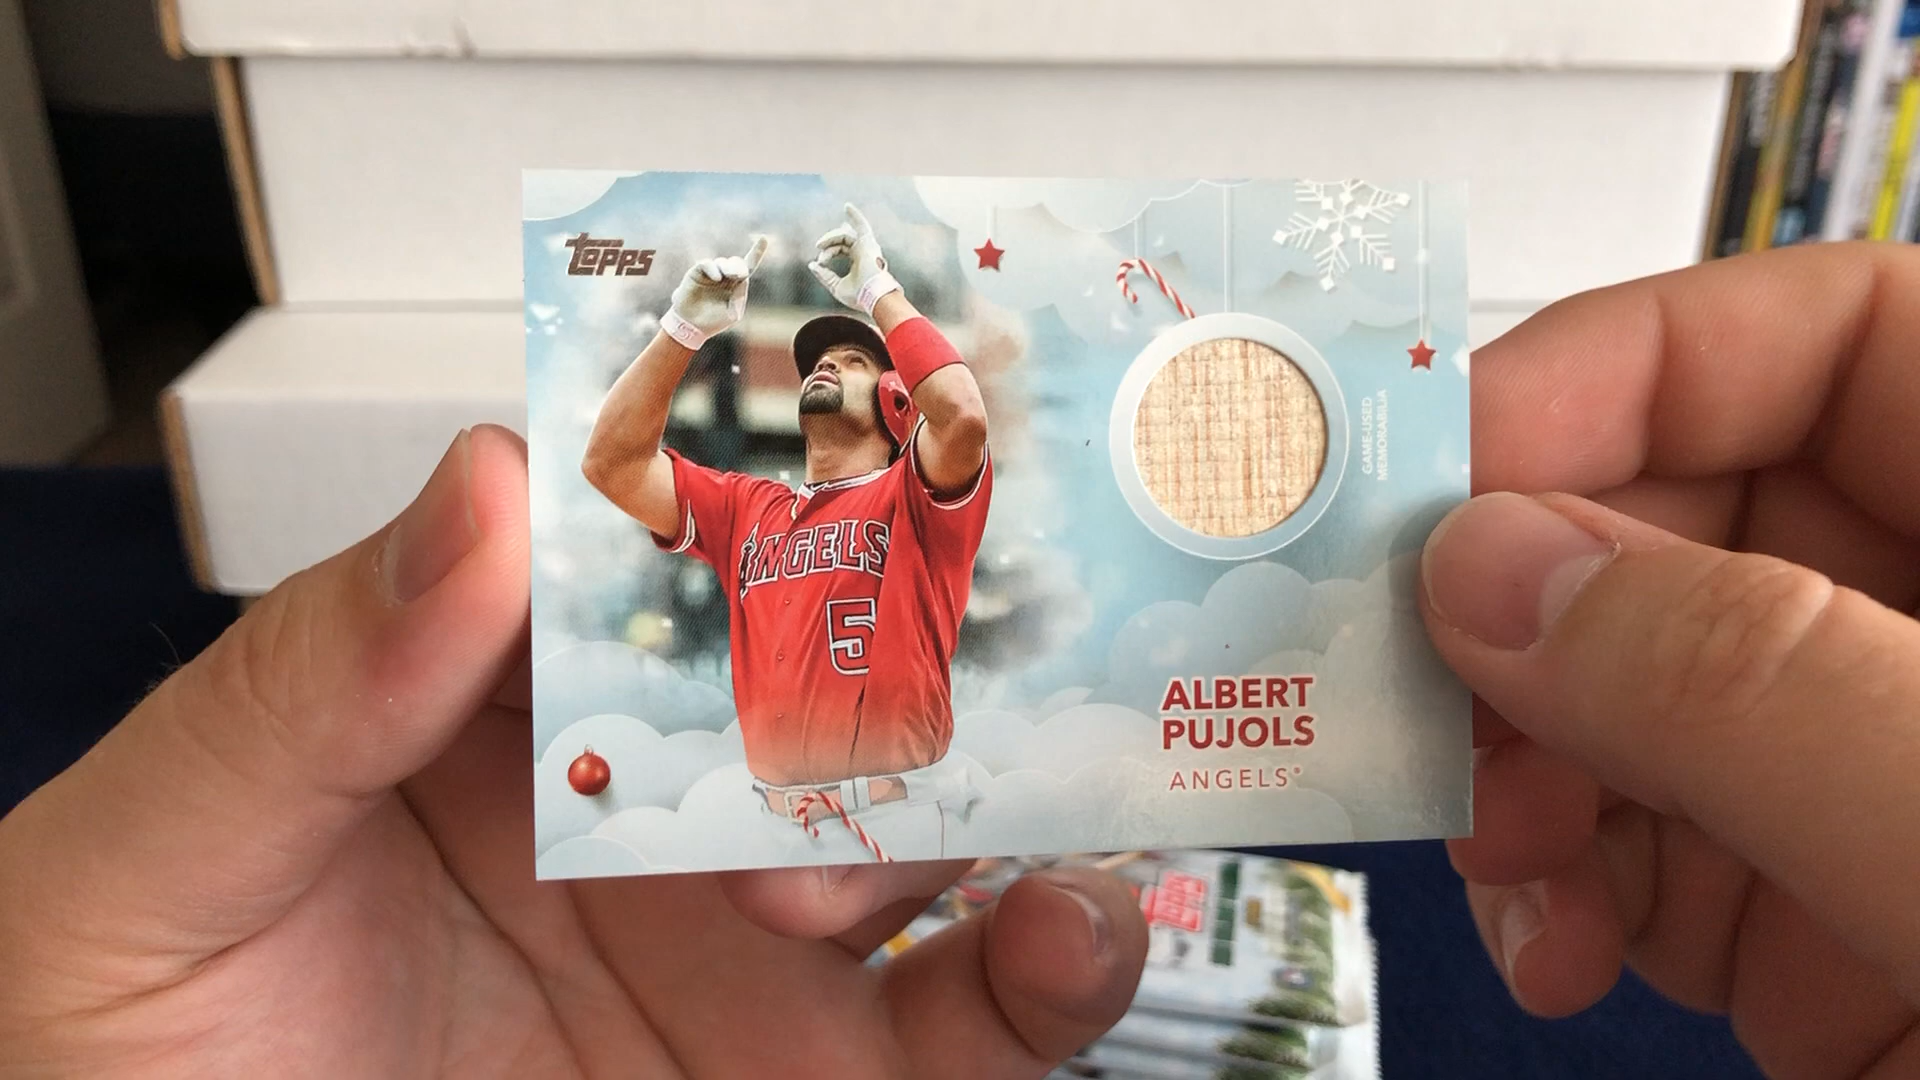 Topps
GAME-USED
MEMORABILIA
ANGELS
5
ALBERT
PUJOLS
ANGELS®